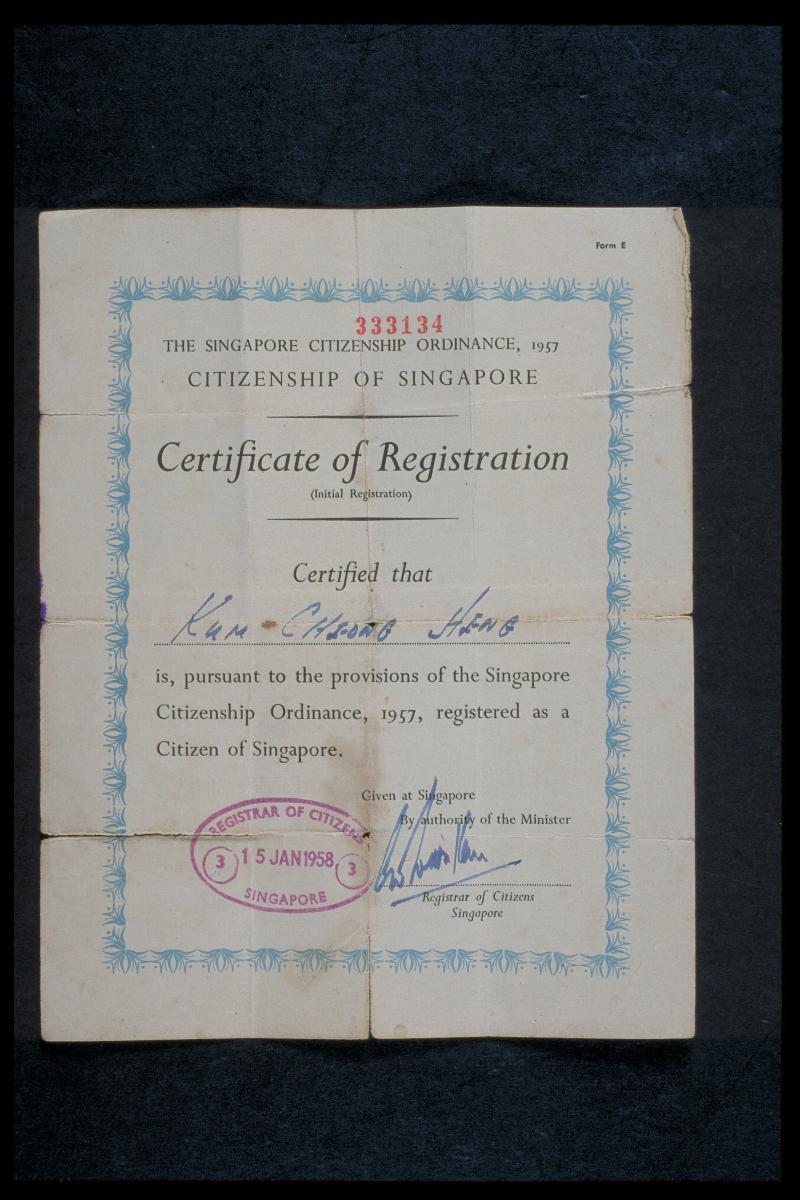 Form E
333134
THE SINGAPORE CITIZENSHIP ORDINANCE, 1957
CITIZENSHIP OF SINGAPORE
Certificate of Registration
(Initial Registration)
Certified that
KUM CHEONG HENG
is, pursuant to the provisions of the Singapore
Citizenship Ordinance, 1957, registered as a
Citizen of Singapore.
Given at Singapore
By authority of the Minister
REGISTRAR OF CITIZENS
3 15 JAN 1958 3
SINGAPORE
Registrar of Citizens
Singapore